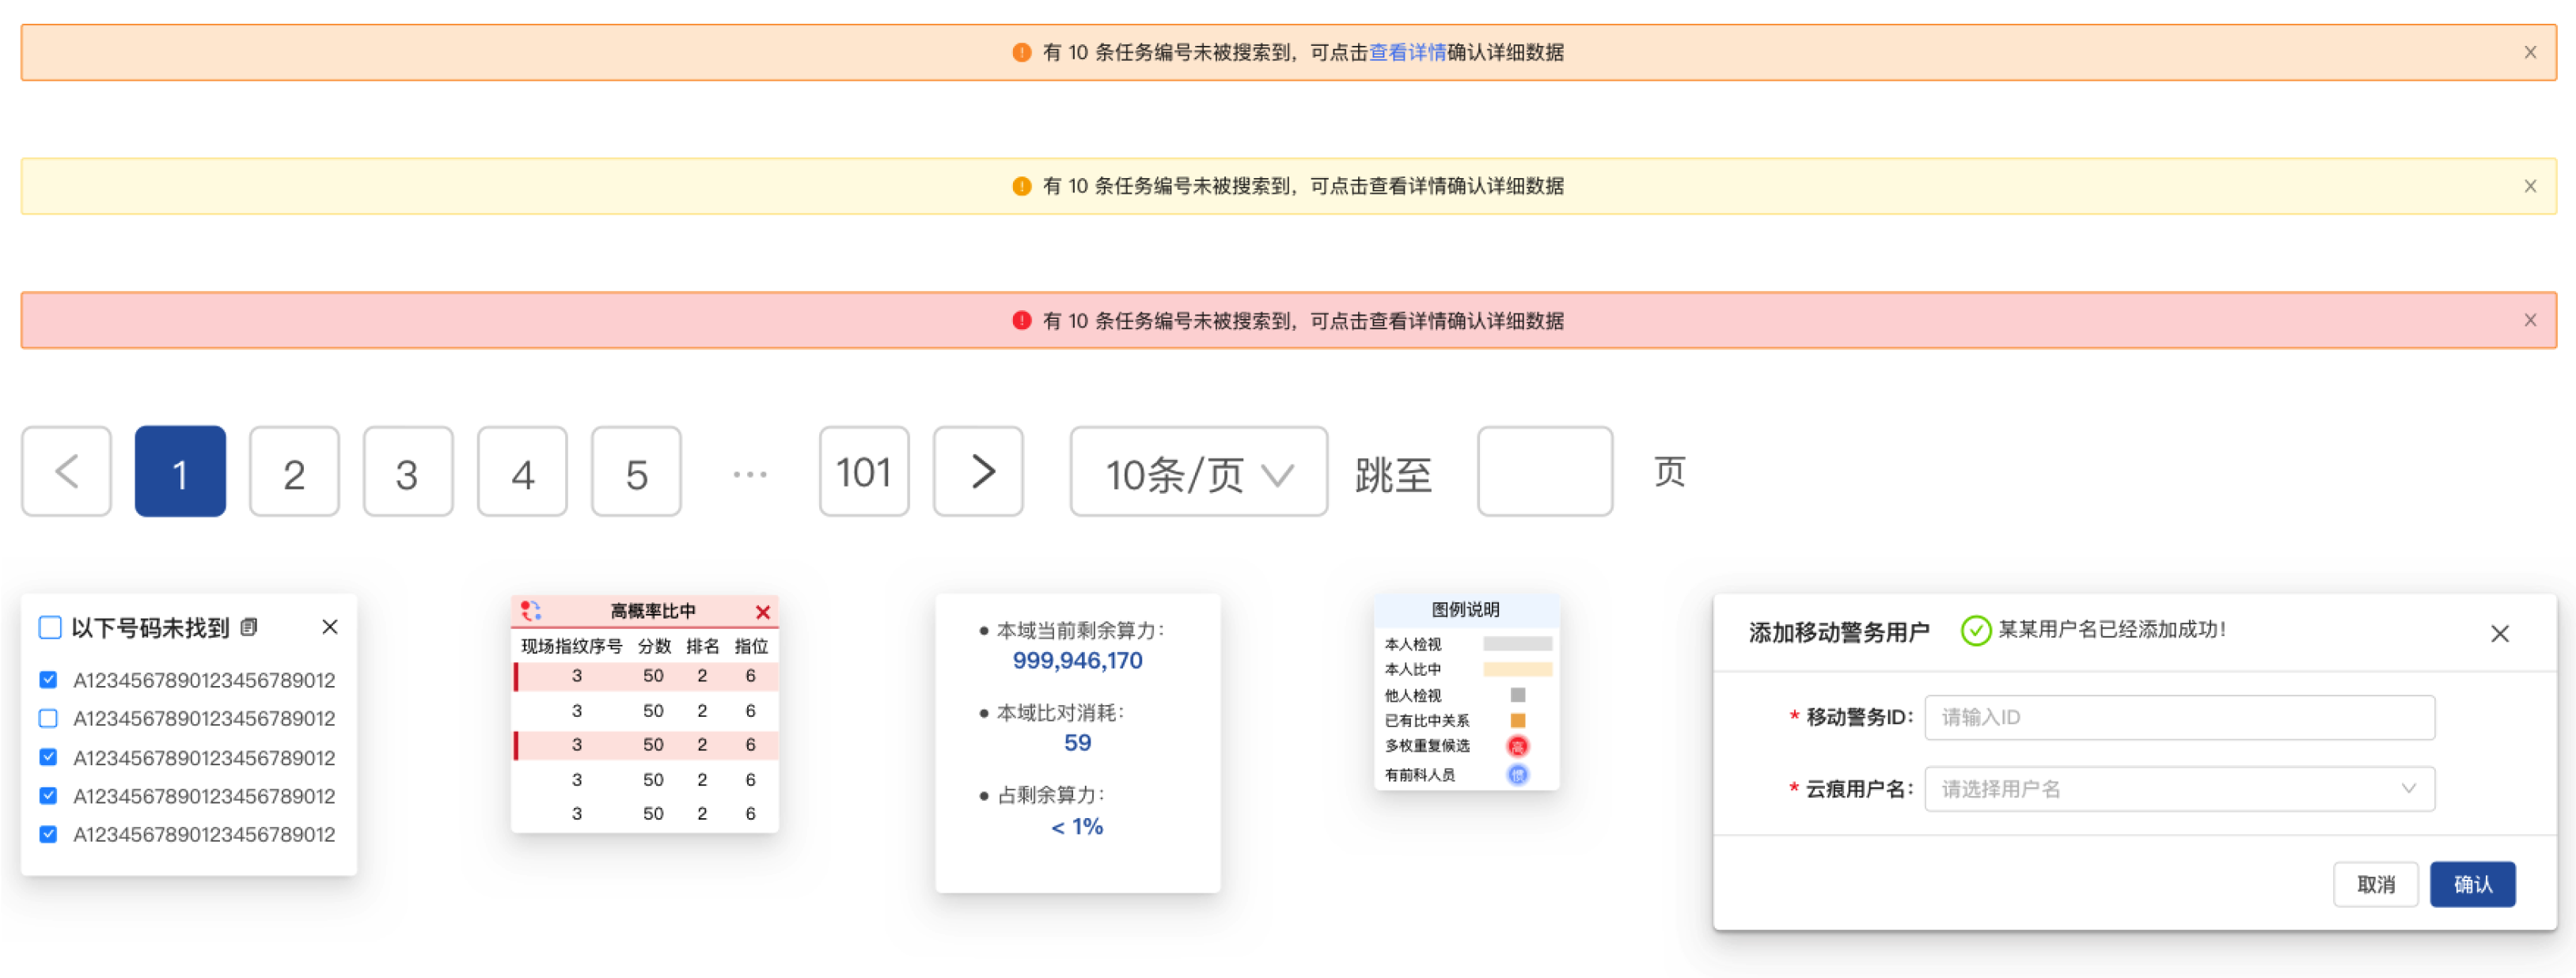 有 10 条任务编号未被搜索到，可点击查看详情确认详细数据
有 10 条任务编号未被搜索到，可点击查看详情确认详细数据
有 10 条任务编号未被搜索到，可点击查看详情确认详细数据
1 2 3 4 5 ··· 101 10条/页 跳至 页
以下号码未找到
A1234567890123456789012
A1234567890123456789012
A1234567890123456789012
A1234567890123456789012
A1234567890123456789012
高概率比中
现场指纹序号 分数 排名 指位
3 50 2 6
3 50 2 6
3 50 2 6
3 50 2 6
3 50 2 6
● 本域当前剩余算力：
999,946,170
● 本域比对消耗：
59
● 占剩余算力：
< 1%
图例说明
本人检视
本人比中
他人检视
已有比中关系
多枚重复候选 高
有前科人员 惯
添加移动警务用户 某某用户名已经添加成功！
* 移动警务ID： 请输入ID
* 云痕用户名： 请选择用户名
取消 确认